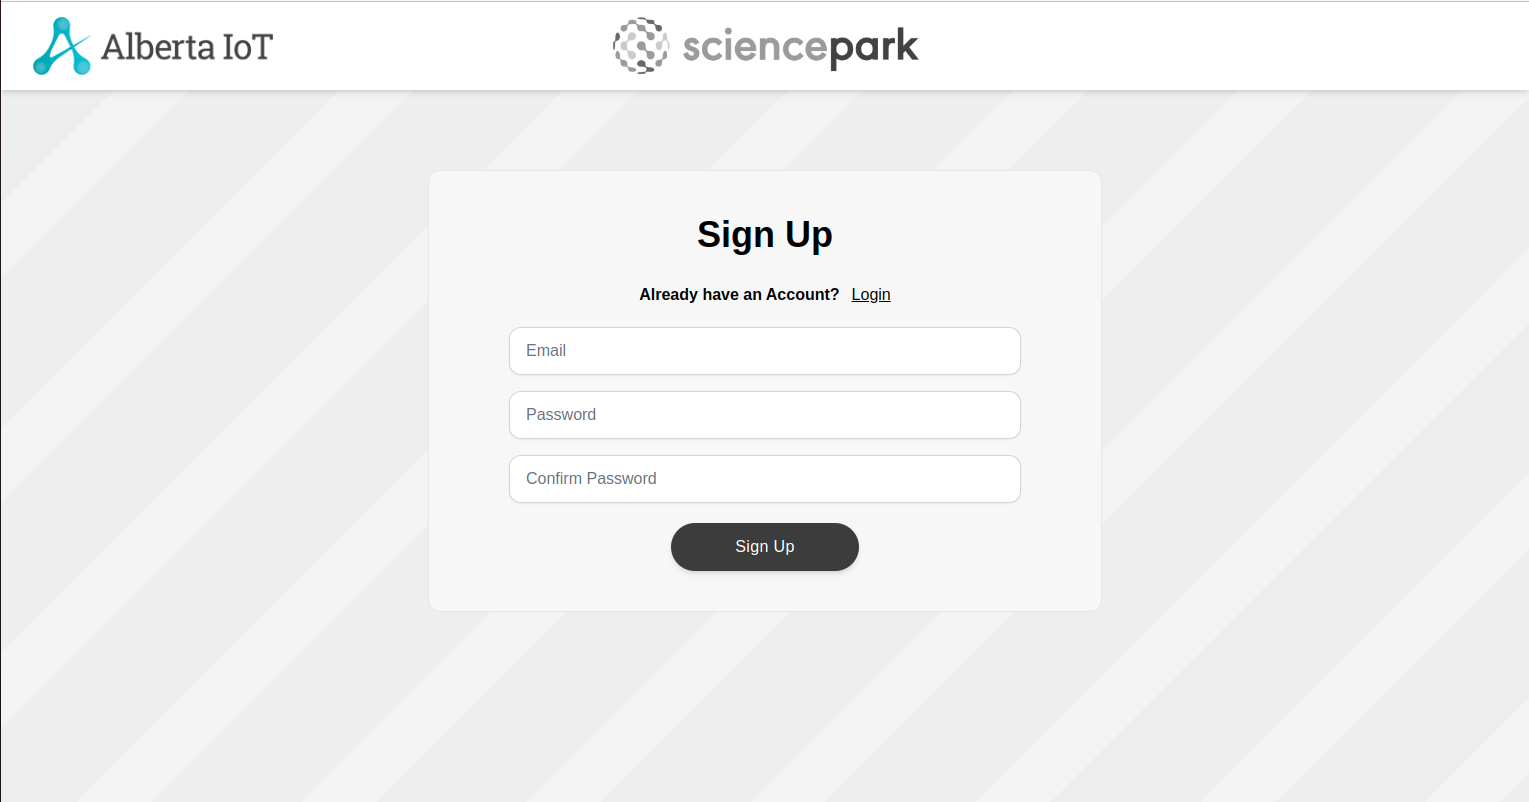 Alberta IoT
sciencepark
Sign Up
Already have an Account? Login
Email
Password
Confirm Password
Sign Up